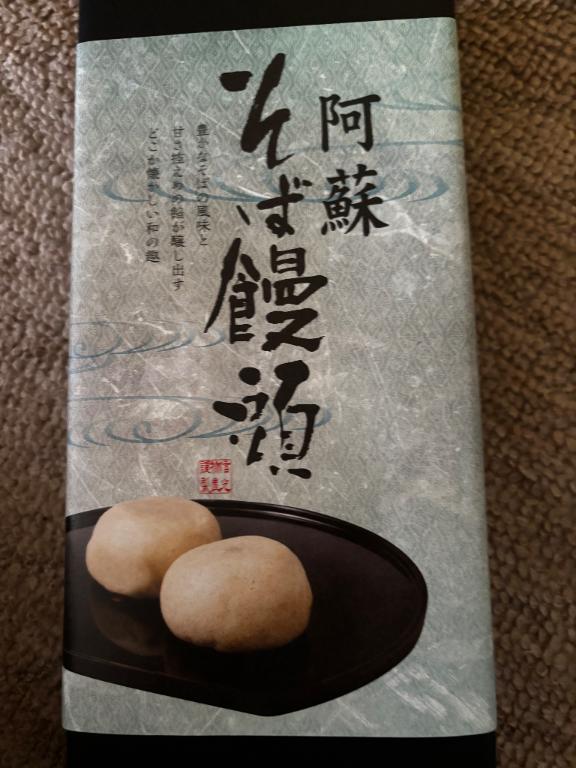 阿蘇
そば饅頭
豊かなそばの風味と
甘さ控えめの餡が醸し出す
どこか懐かしい和の趣